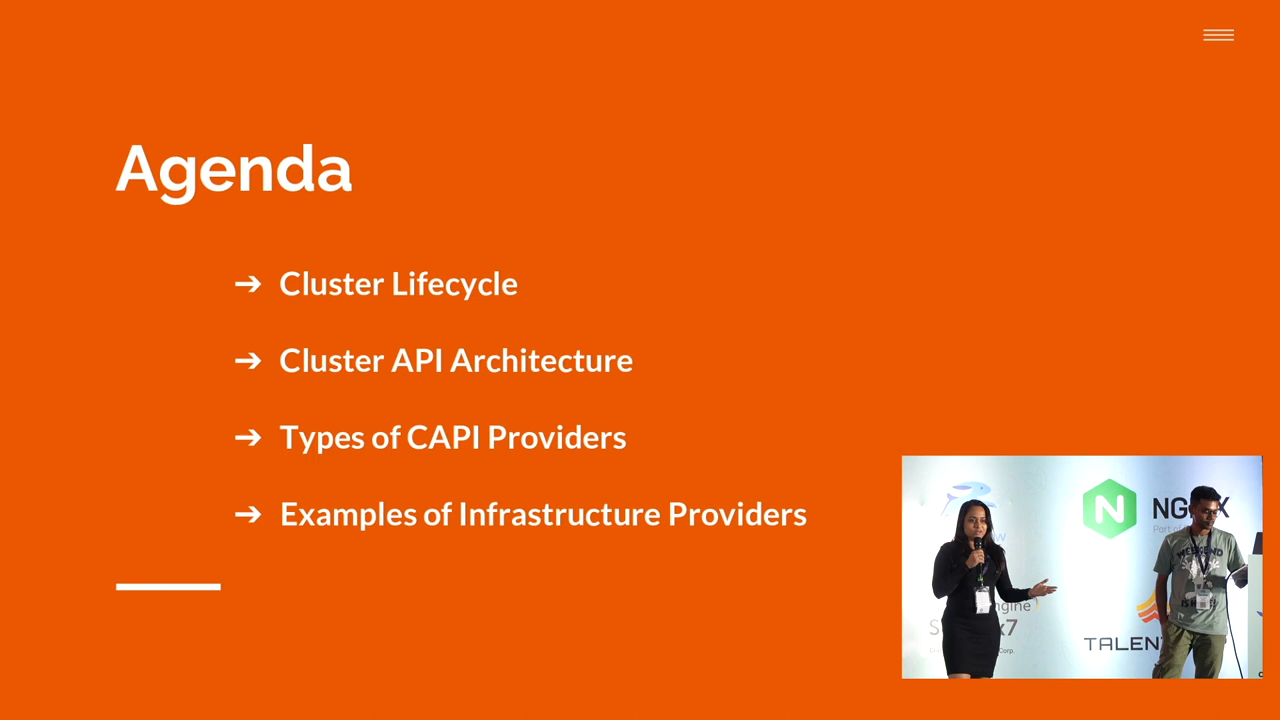 Agenda
➔ Cluster Lifecycle
➔ Cluster API Architecture
➔ Types of CAPI Providers
➔ Examples of Infrastructure Providers